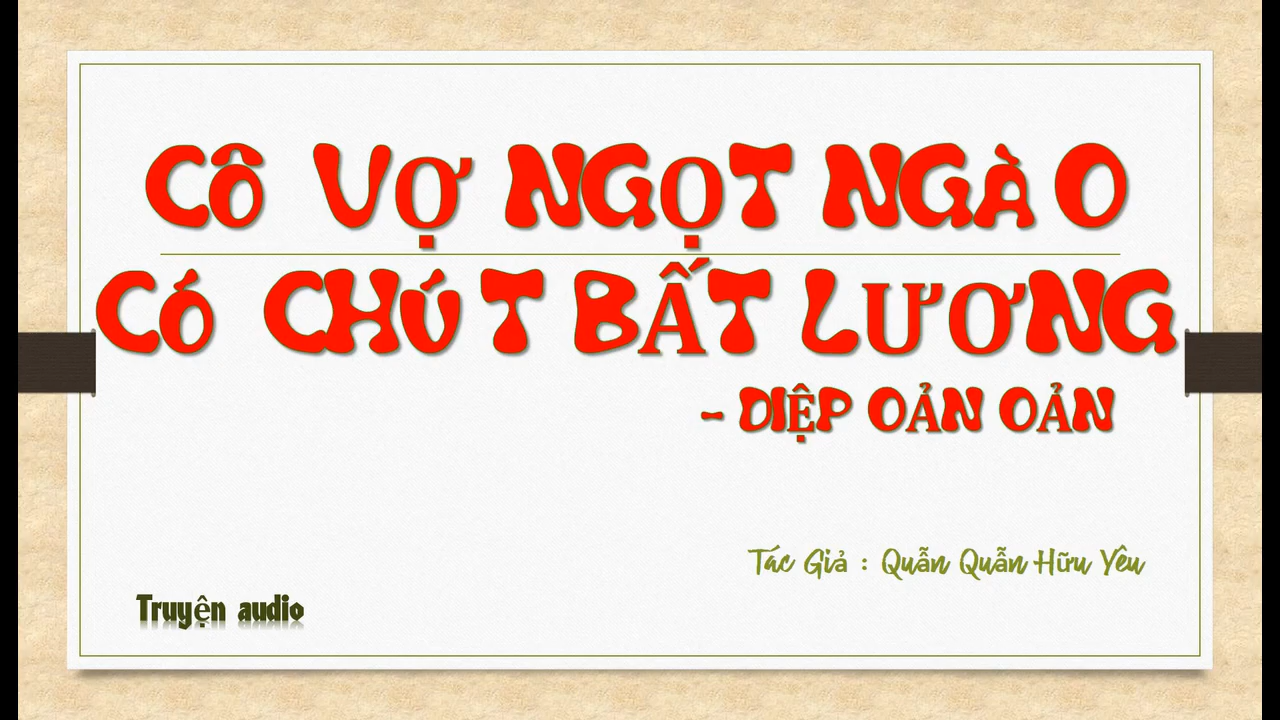 CÔ VỢ NGỌT NGÀO
CÓ CHÚT BẤT LƯƠNG
- DIỆP OẢN OẢN
Tác Giả : Quẫn Quẫn Hữu Yêu
Truyện audio